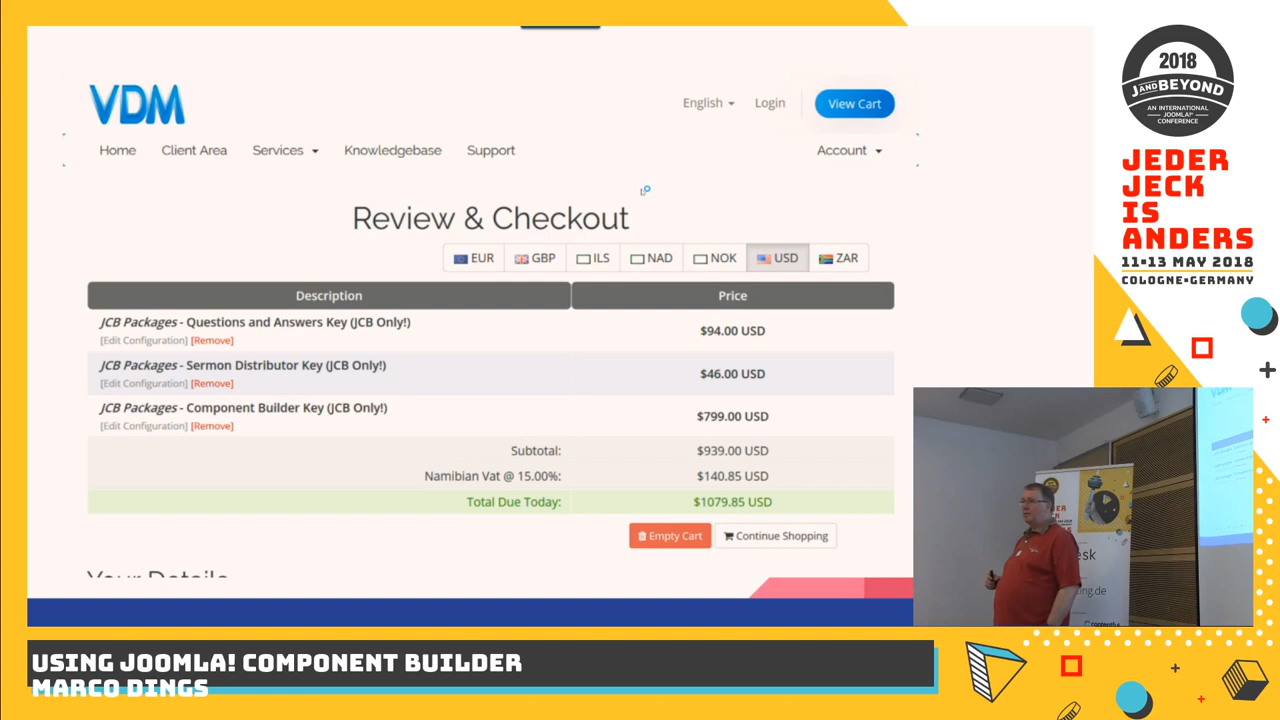 VDM
English
Login
View Cart
Home
Client Area
Services
Knowledgebase
Support
Account
Review & Checkout
EUR
GBP
ILS
NAD
NOK
USD
ZAR
Description
Price
JCB Packages - Questions and Answers Key (JCB Only!)
[Edit Configuration] [Remove]
$94.00 USD
JCB Packages - Sermon Distributor Key (JCB Only!)
[Edit Configuration] [Remove]
$46.00 USD
JCB Packages - Component Builder Key (JCB Only!)
[Edit Configuration] [Remove]
$799.00 USD
Subtotal:
$939.00 USD
Namibian Vat @ 15.00%:
$140.85 USD
Total Due Today:
$1079.85 USD
Empty Cart
Continue Shopping
Your Details
2018
JANDBEYOND
AN INTERNATIONAL
JOOMLA!
CONFERENCE
JEDER
JECK
IS
ANDERS
11-13 MAY 2018
COLOGNE•GERMANY
USING JOOMLA! COMPONENT BUILDER
MARCO DINGS